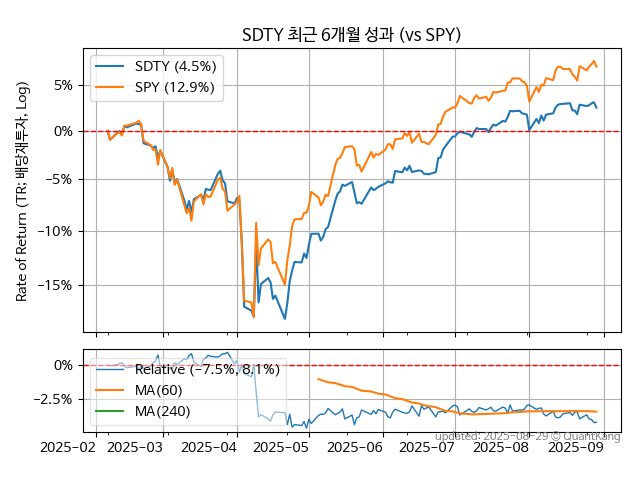 SDTY 최근 6개월 성과 (vs SPY)
Rate of Return (TR; 배당재투자, Log)
SDTY (4.5%)
SPY (12.9%)
5%
0%
−5%
−10%
−15%
Relative (−7.5%, 8.1%)
MA(60)
MA(240)
0%
−2.5%
updated: 2025-08-29 © QuantKang
2025−02 2025−03 2025−04 2025−05 2025−06 2025−07 2025−08 2025−09